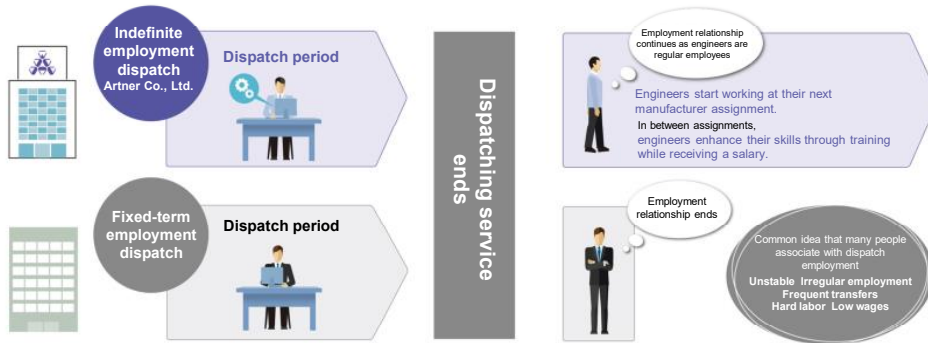 Indefinite
employment
dispatch
Artner Co., Ltd.
Dispatch period
Dispatching service
ends
Employment relationship
continues as engineers are
regular employees
Engineers start working at their next
manufacturer assignment.
In between assignments,
engineers enhance their skills through training
while receiving a salary.
Fixed-term
employment
dispatch
Dispatch period
Employment
relationship ends
Common idea that many people
associate with dispatch
employment
Unstable Irregular employment
Frequent transfers
Hard labor Low wages